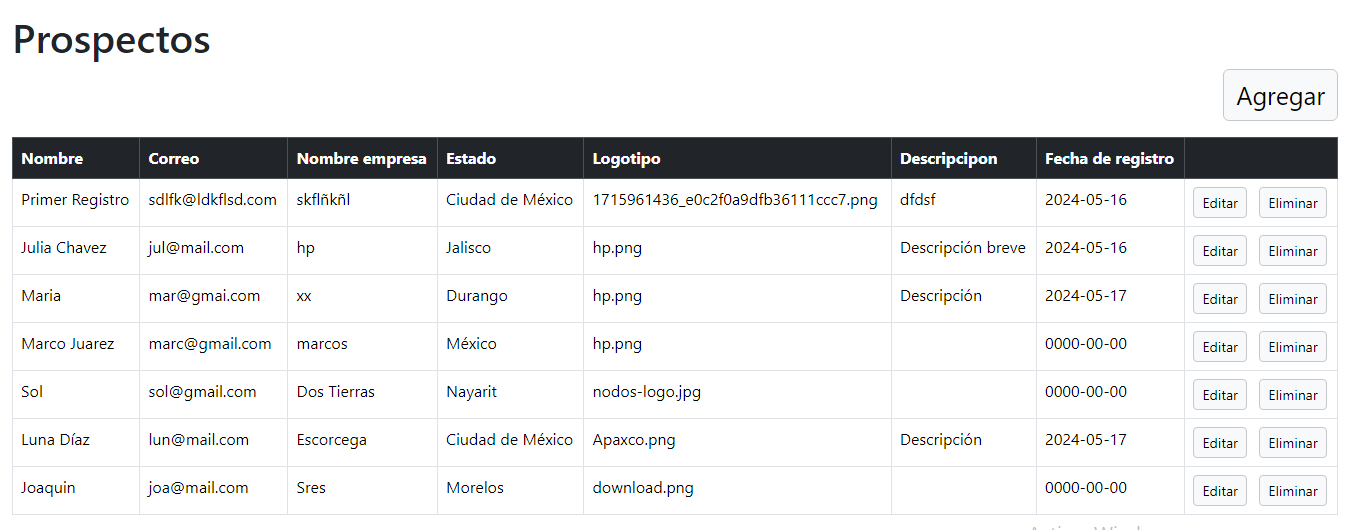 Prospectos
Agregar
Nombre Correo Nombre empresa Estado Logotipo Descripcipon Fecha de registro
Primer Registro sdlfk@ldkflsd.com skflñkñl Ciudad de México 1715961436_e0c2f0a9dfb36111ccc7.png dfdsf 2024-05-16 Editar Eliminar
Julia Chavez jul@mail.com hp Jalisco hp.png Descripción breve 2024-05-16 Editar Eliminar
Maria mar@gmai.com xx Durango hp.png Descripción 2024-05-17 Editar Eliminar
Marco Juarez marc@gmail.com marcos México hp.png 0000-00-00 Editar Eliminar
Sol sol@gmail.com Dos Tierras Nayarit nodos-logo.jpg 0000-00-00 Editar Eliminar
Luna Díaz lun@mail.com Escorcega Ciudad de México Apaxco.png Descripción 2024-05-17 Editar Eliminar
Joaquin joa@mail.com Sres Morelos download.png 0000-00-00 Editar Eliminar